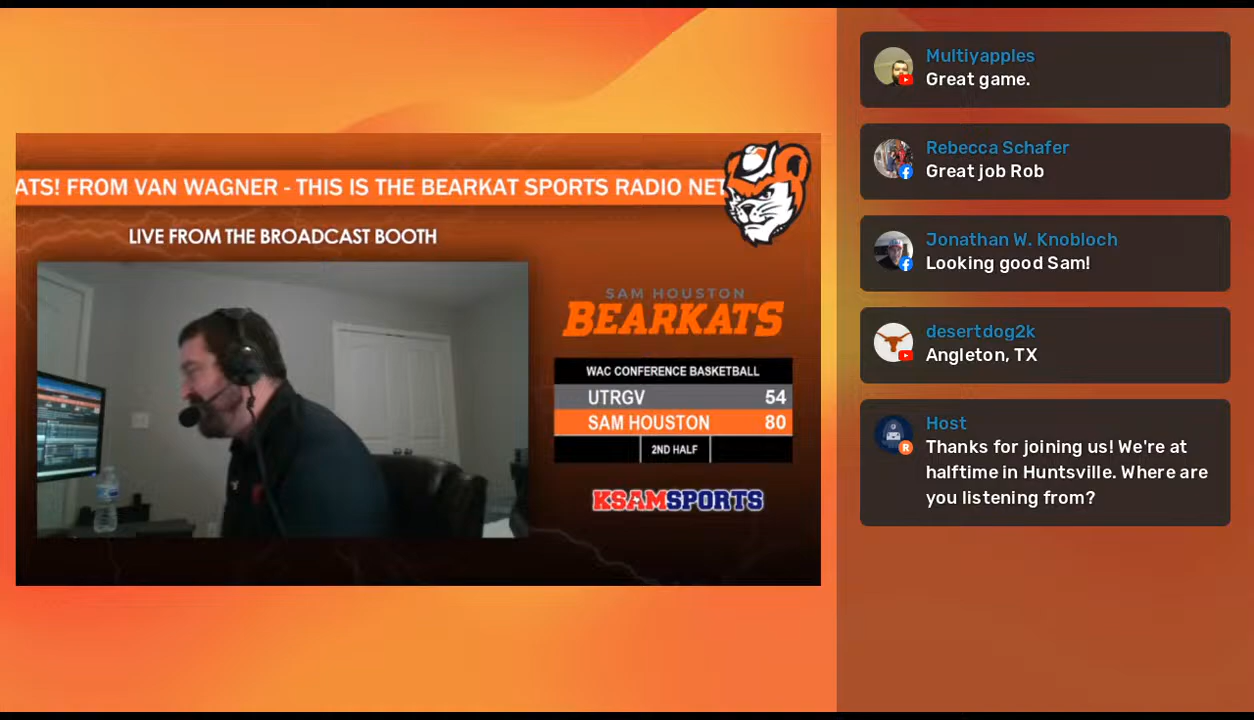 ATS! FROM VAN WAGNER - THIS IS THE BEARKAT SPORTS RADIO NET
LIVE FROM THE BROADCAST BOOTH
SAM HOUSTON
BEARKATS
WAC CONFERENCE BASKETBALL
UTRGV 54
SAM HOUSTON 80
2ND HALF
KSAMSPORTS
Multiyapples
Great game.
Rebecca Schafer
Great job Rob
Jonathan W. Knobloch
Looking good Sam!
desertdog2k
Angleton, TX
Host
Thanks for joining us! We're at
halftime in Huntsville. Where are
you listening from?